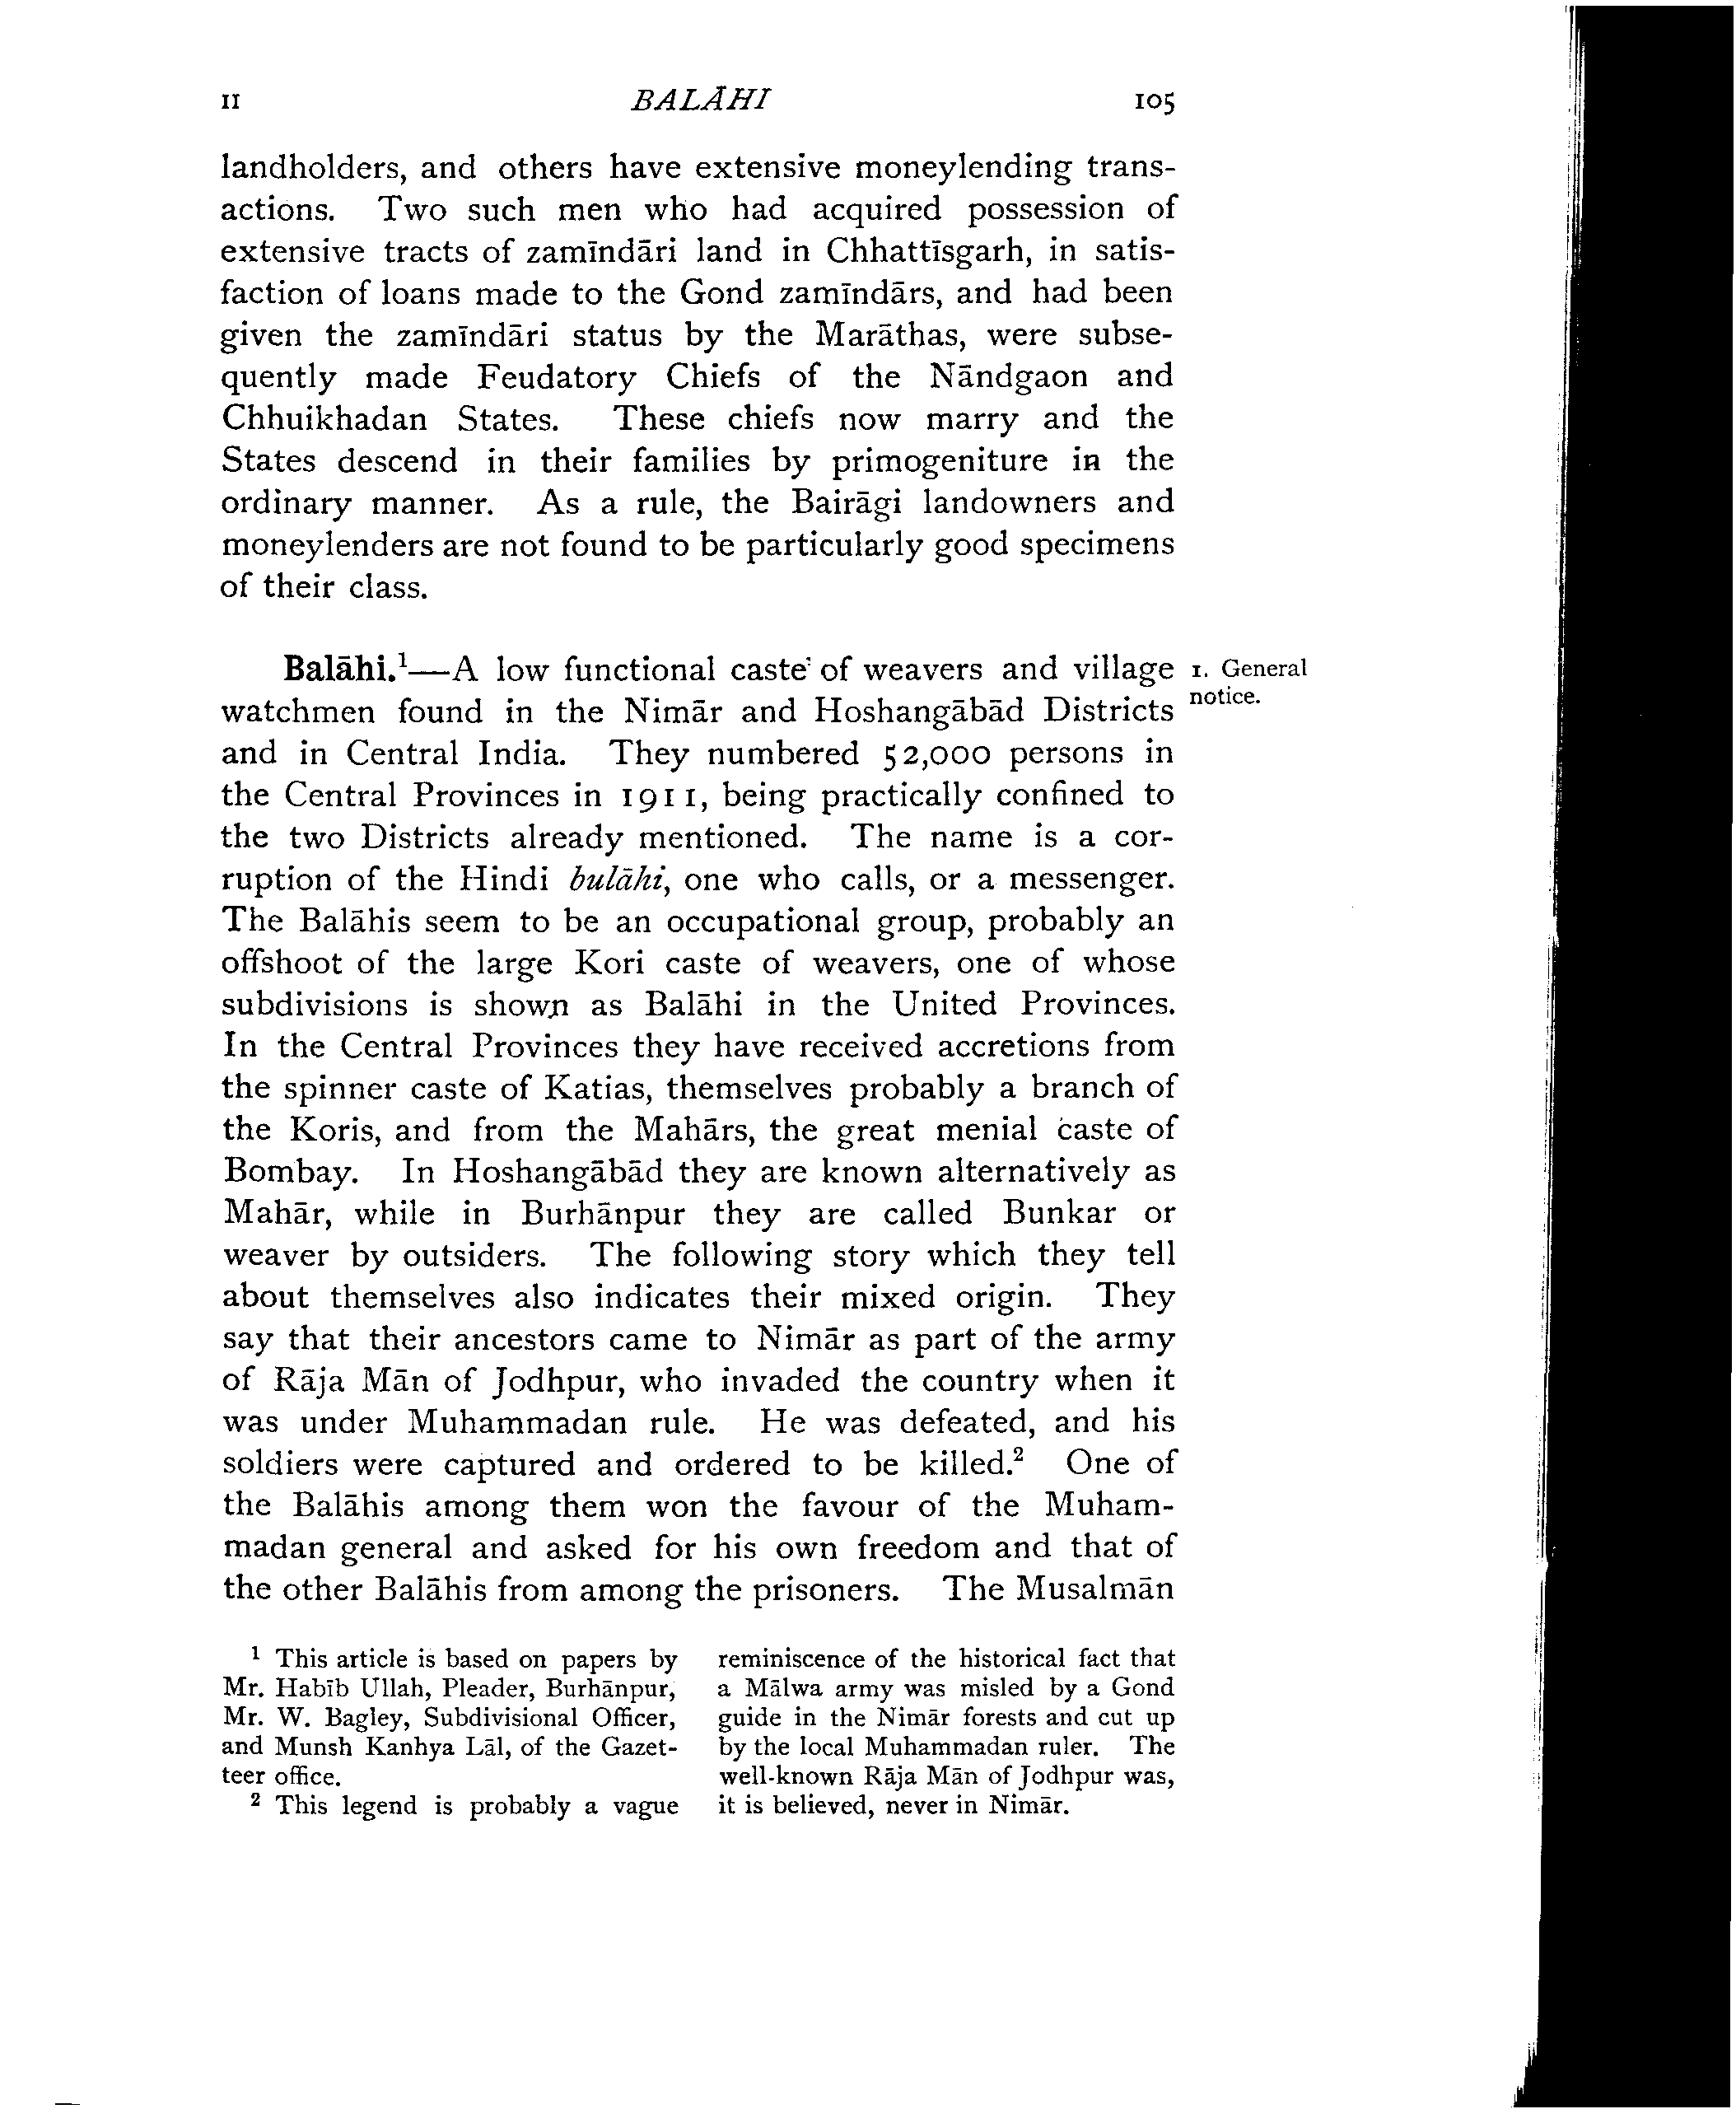 II BALĀHI 105
landholders, and others have extensive moneylending trans-
actions. Two such men who had acquired possession of
extensive tracts of zamīndāri land in Chhattīsgarh, in satis-
faction of loans made to the Gond zamīndārs, and had been
given the zamīndāri status by the Marāthas, were subse-
quently made Feudatory Chiefs of the Nāndgaon and
Chhuikhadan States. These chiefs now marry and the
States descend in their families by primogeniture in the
ordinary manner. As a rule, the Bairāgi landowners and
moneylenders are not found to be particularly good specimens
of their class.
Balāhi.¹—A low functional caste of weavers and village
watchmen found in the Nimār and Hoshangābād Districts
and in Central India. They numbered 52,000 persons in
the Central Provinces in 1911, being practically confined to
the two Districts already mentioned. The name is a cor-
ruption of the Hindi bulāhi, one who calls, or a messenger.
The Balāhis seem to be an occupational group, probably an
offshoot of the large Kori caste of weavers, one of whose
subdivisions is shown as Balāhi in the United Provinces.
In the Central Provinces they have received accretions from
the spinner caste of Katias, themselves probably a branch of
the Koris, and from the Mahārs, the great menial caste of
Bombay. In Hoshangābād they are known alternatively as
Mahār, while in Burhānpur they are called Bunkar or
weaver by outsiders. The following story which they tell
about themselves also indicates their mixed origin. They
say that their ancestors came to Nimār as part of the army
of Rāja Mān of Jodhpur, who invaded the country when it
was under Muhammadan rule. He was defeated, and his
soldiers were captured and ordered to be killed.² One of
the Balāhis among them won the favour of the Muham-
madan general and asked for his own freedom and that of
the other Balāhis from among the prisoners. The Musalmān
1. General
notice.
¹ This article is based on papers by
Mr. Habīb Ullah, Pleader, Burhānpur,
Mr. W. Bagley, Subdivisional Officer,
and Munsh Kanhya Lāl, of the Gazet-
teer office.
² This legend is probably a vague
reminiscence of the historical fact that
a Mālwa army was misled by a Gond
guide in the Nimār forests and cut up
by the local Muhammadan ruler. The
well-known Rāja Mān of Jodhpur was,
it is believed, never in Nimār.